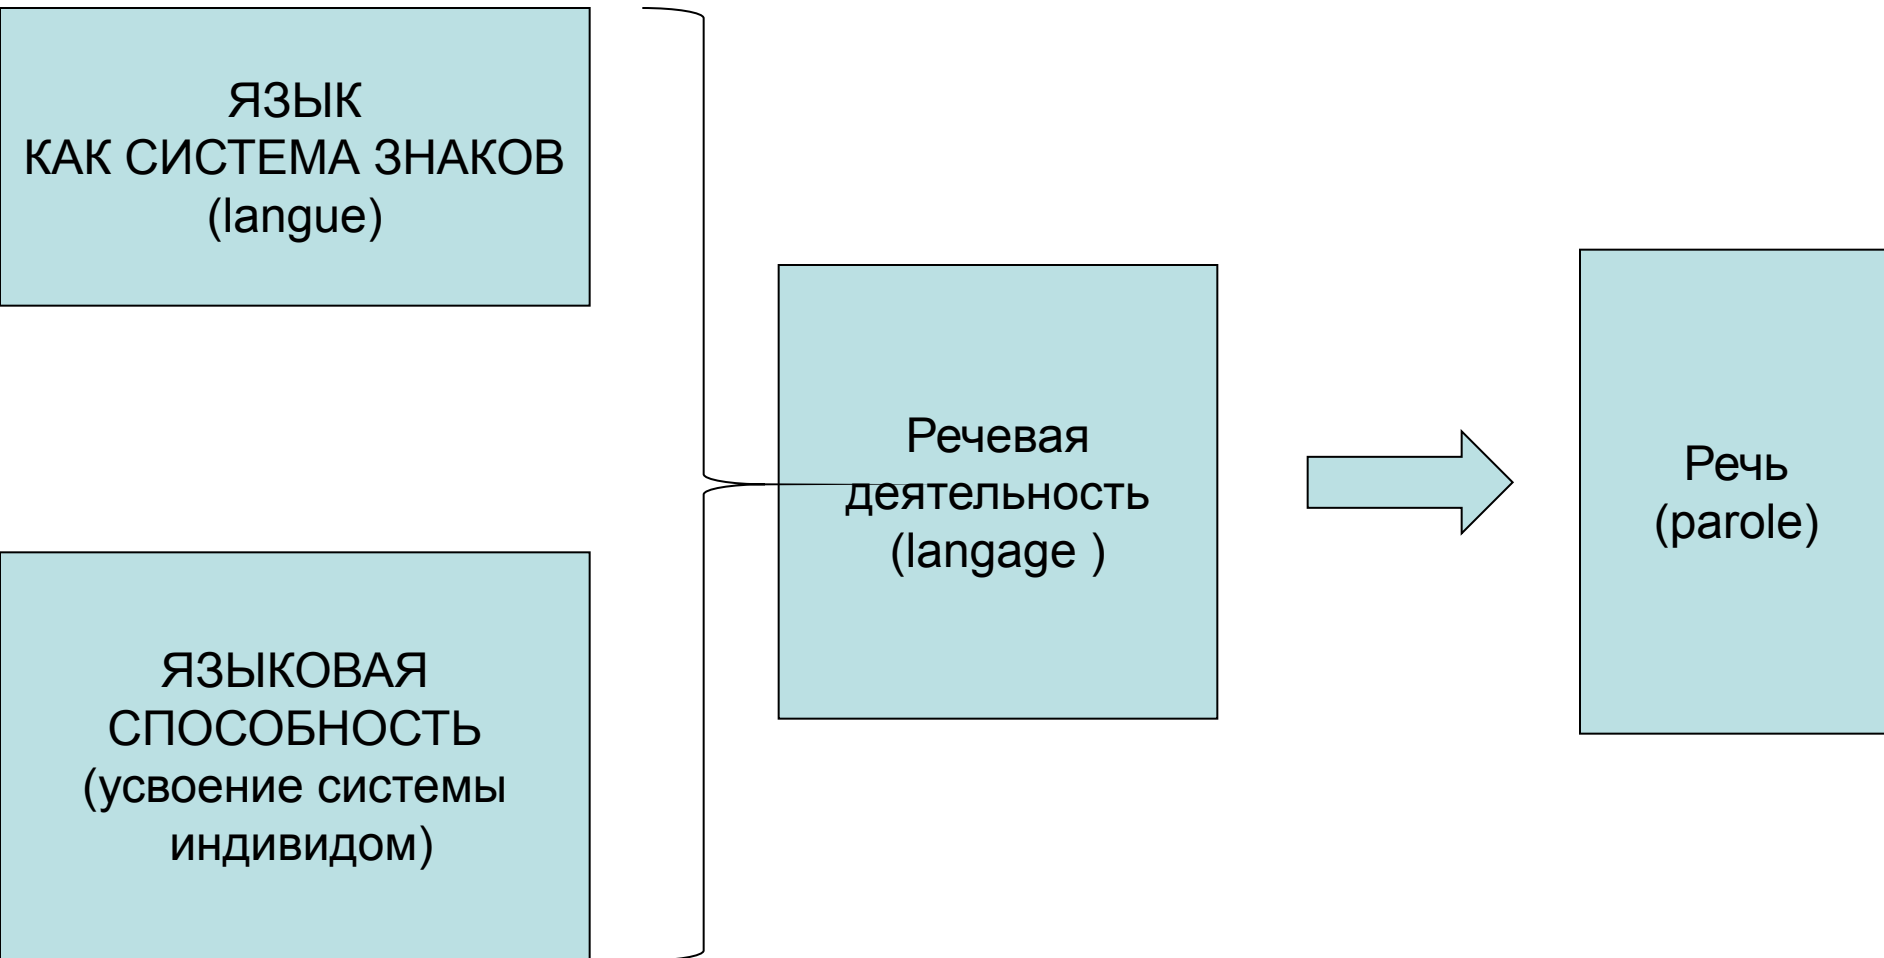 ЯЗЫК
КАК СИСТЕМА ЗНАКОВ
(langue)
ЯЗЫКОВАЯ
СПОСОБНОСТЬ
(усвоение системы
индивидом)
Речевая
деятельность
(langage )
Речь
(parole)